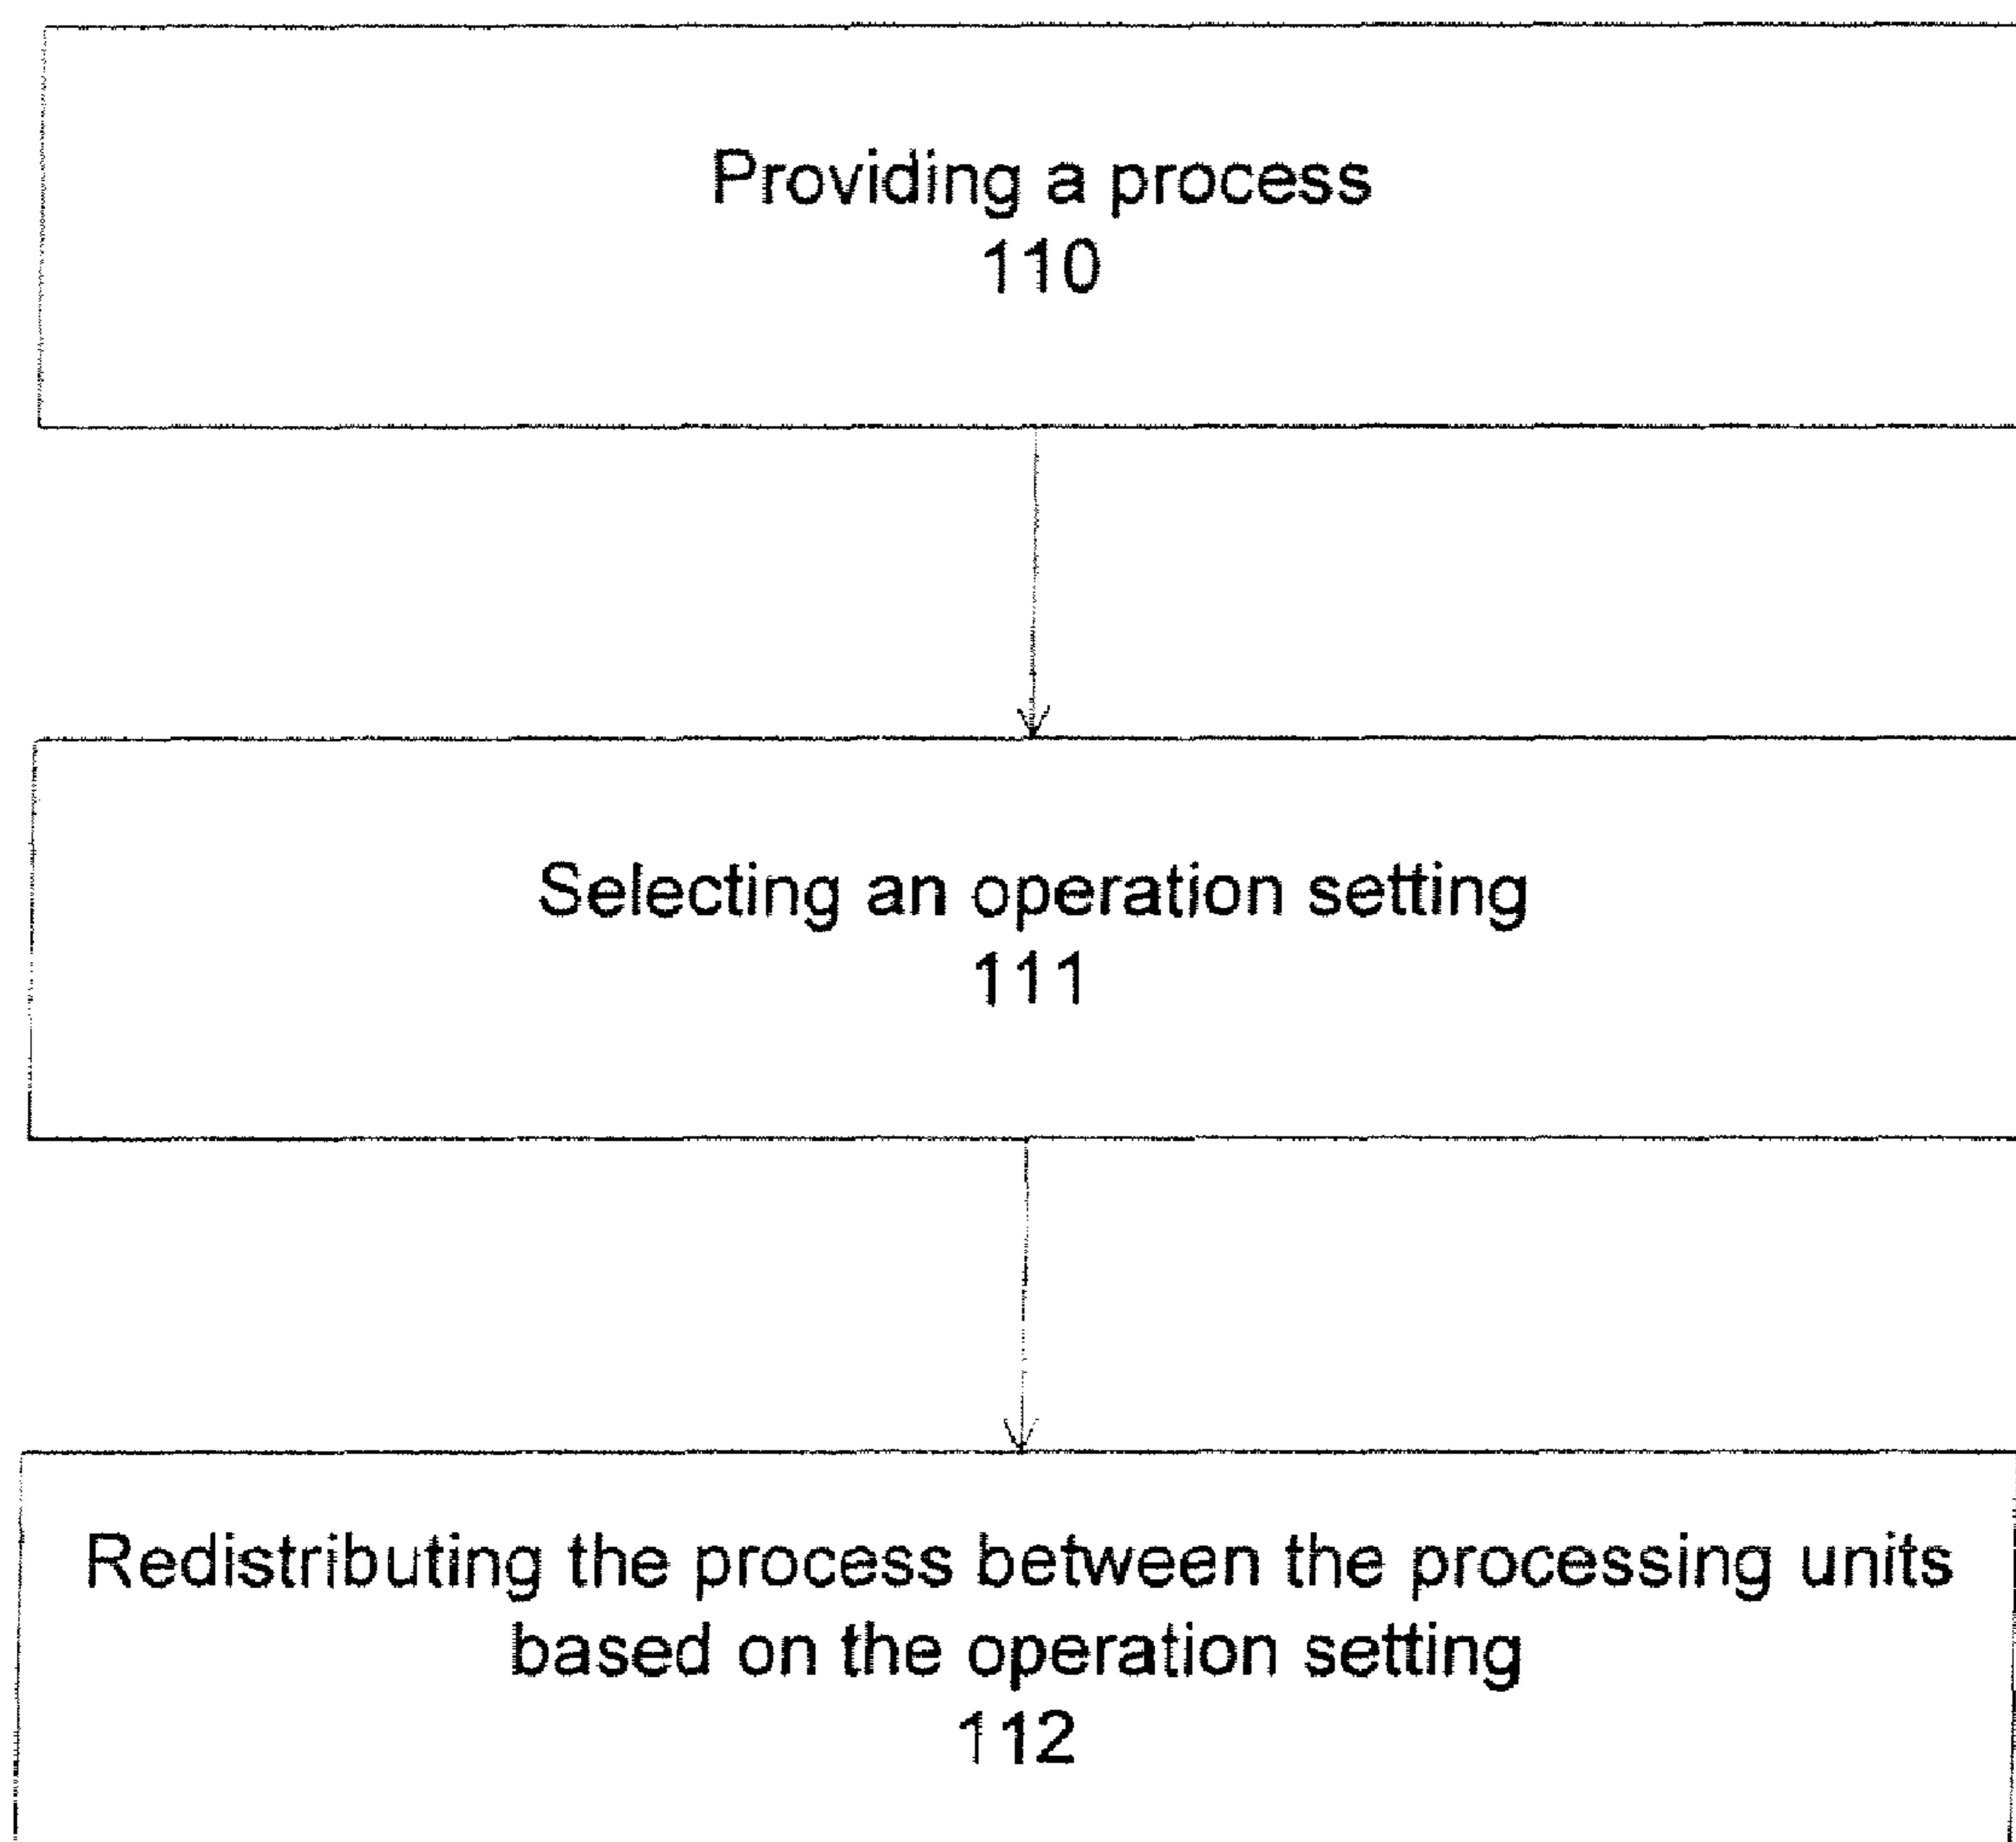 Providing a process
110
Selecting an operation setting
111
Redistributing the process between the processing units
based on the operation setting
112